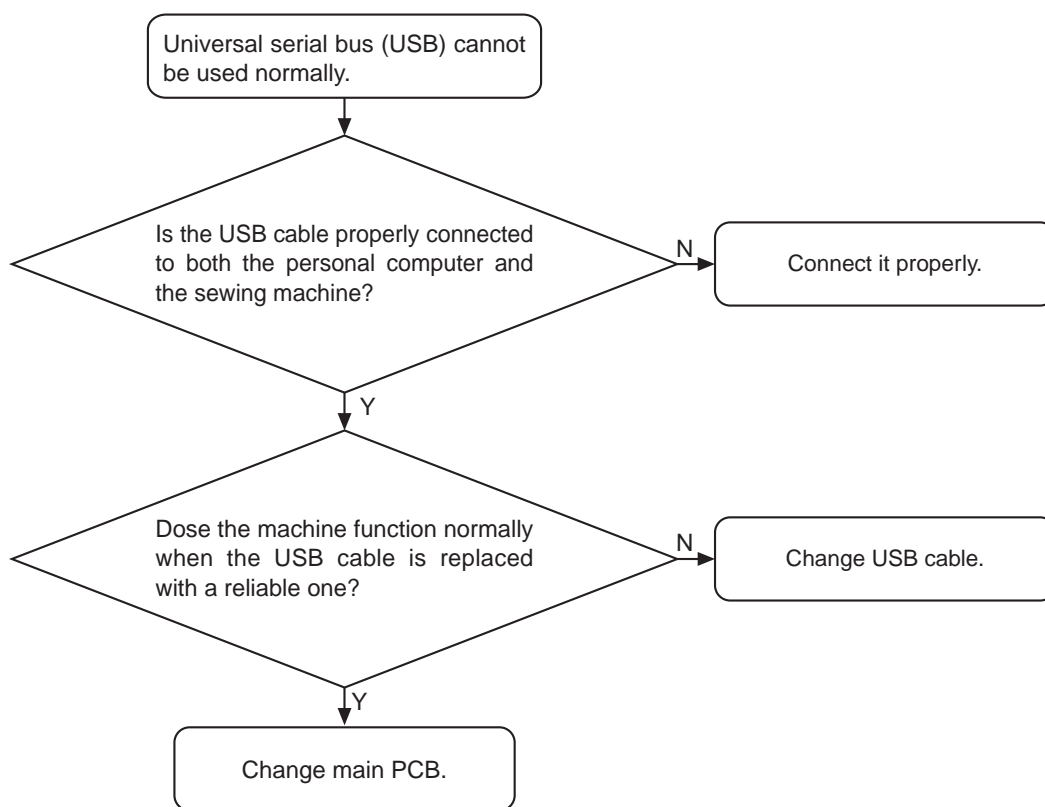 Universal serial bus (USB) cannot
be used normally.
Is the USB cable properly connected
to both the personal computer and
the sewing machine?
N
Connect it properly.
Y
Dose the machine function normally
when the USB cable is replaced
with a reliable one?
N
Change USB cable.
Y
Change main PCB.